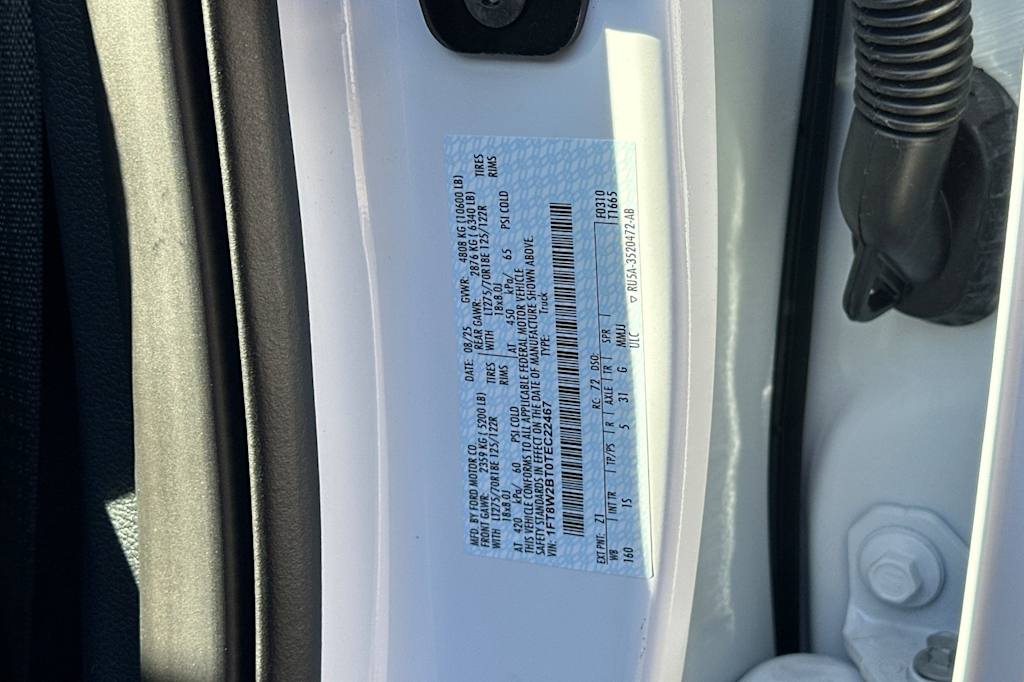 MFD. BY FORD MOTOR CO. DATE: 08/25 GVWR: 4808 KG (10600 LB)
FRONT GAWR: 2359 KG ( 5200 LB) REAR GAWR: 2876 KG ( 6340 LB)
WITH LT275/70R18E 125/122R TIRES WITH LT275/70R18E 125/122R TIRES
18x8.0J RIMS 18x8.0J RIMS
AT 420 kPa/ 60 PSI COLD AT 450 kPa/ 65 PSI COLD
THIS VEHICLE CONFORMS TO ALL APPLICABLE FEDERAL MOTOR VEHICLE
SAFETY STANDARDS IN EFFECT ON THE DATE OF MANUFACTURE SHOWN ABOVE.
VIN: 1FT8W2BT0TEC22467 TYPE: Truck
EXT PNT: Z1 RC: 72 DSO: F0310
WB INT TR TP/PS R AXLE TR SPR T1665
160 15 5 31 G MMJJ
ULC ▽ RU5A-3520472-AB